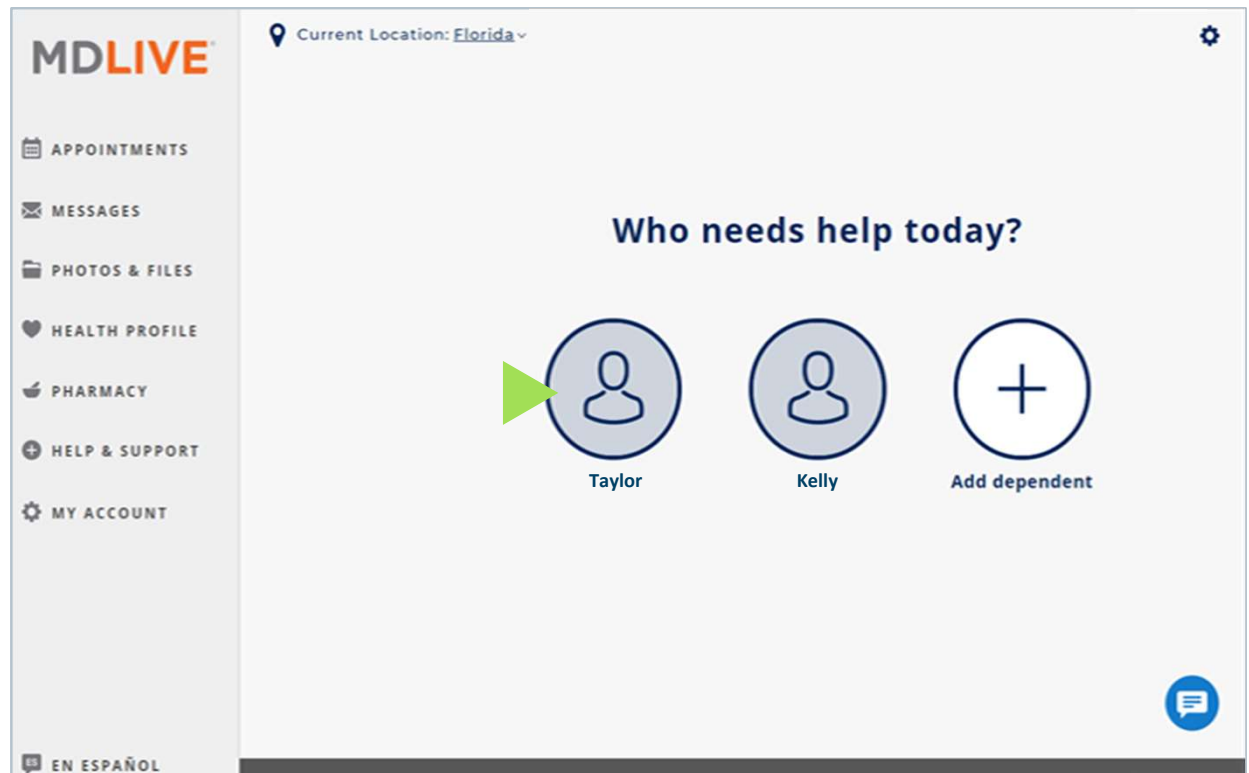 MDLIVE
Current Location: Florida
APPOINTMENTS
MESSAGES
PHOTOS & FILES
HEALTH PROFILE
PHARMACY
HELP & SUPPORT
MY ACCOUNT
ES EN ESPAÑOL
Who needs help today?
Taylor Kelly Add dependent